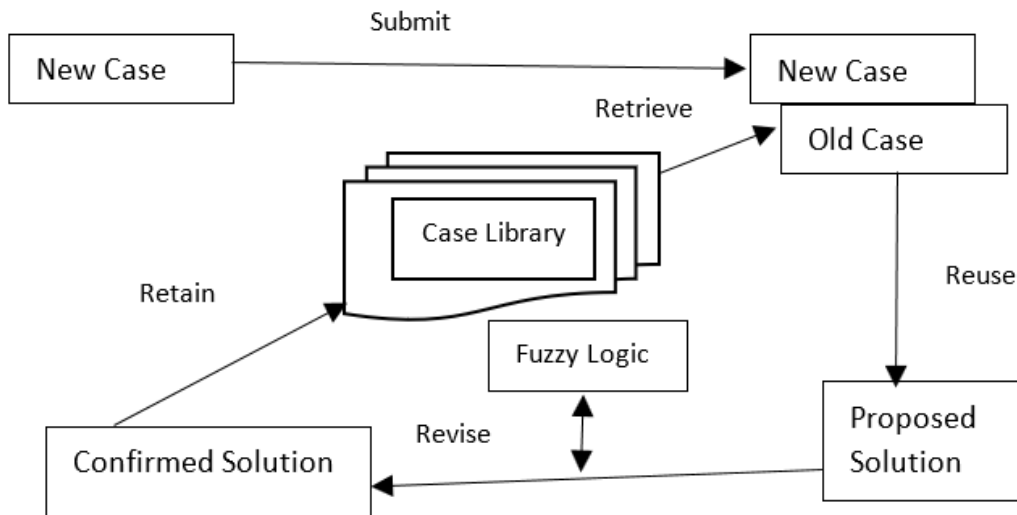 Submit
New Case
New Case
Retrieve
Old Case
Case Library
Reuse
Retain
Fuzzy Logic
Revise
Proposed
Solution
Confirmed Solution